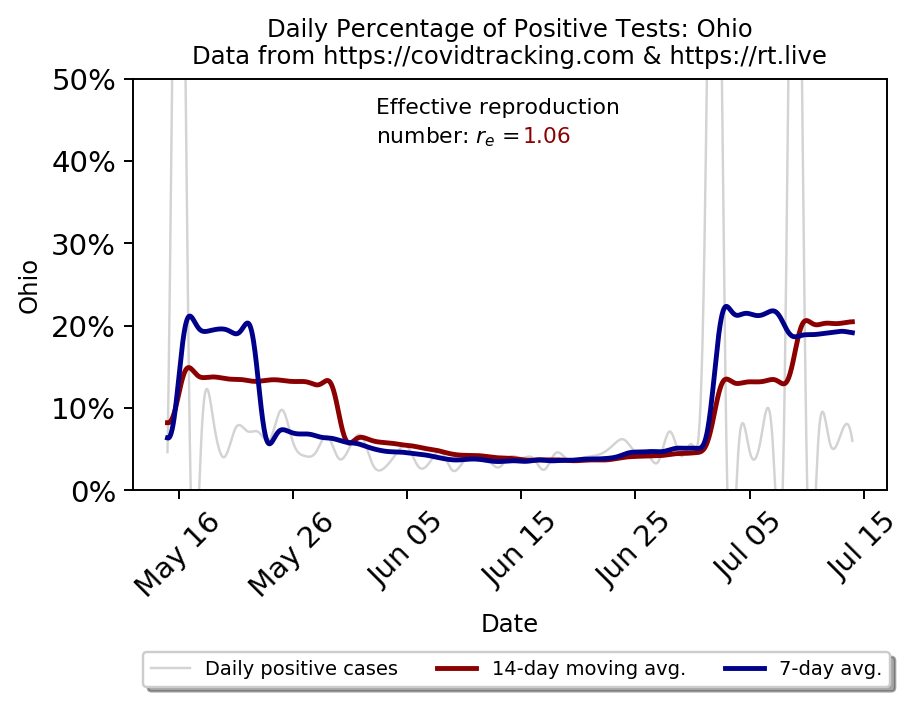 Daily Percentage of Positive Tests: Ohio
Data from https://covidtracking.com & https://rt.live
Effective reproduction
number: rₑ =1.06
50%
40%
30%
20%
10%
0%
Ohio
May 16
May 26
Jun 05
Jun 15
Jun 25
Jul 05
Jul 15
Date
Daily positive cases
14-day moving avg.
7-day avg.